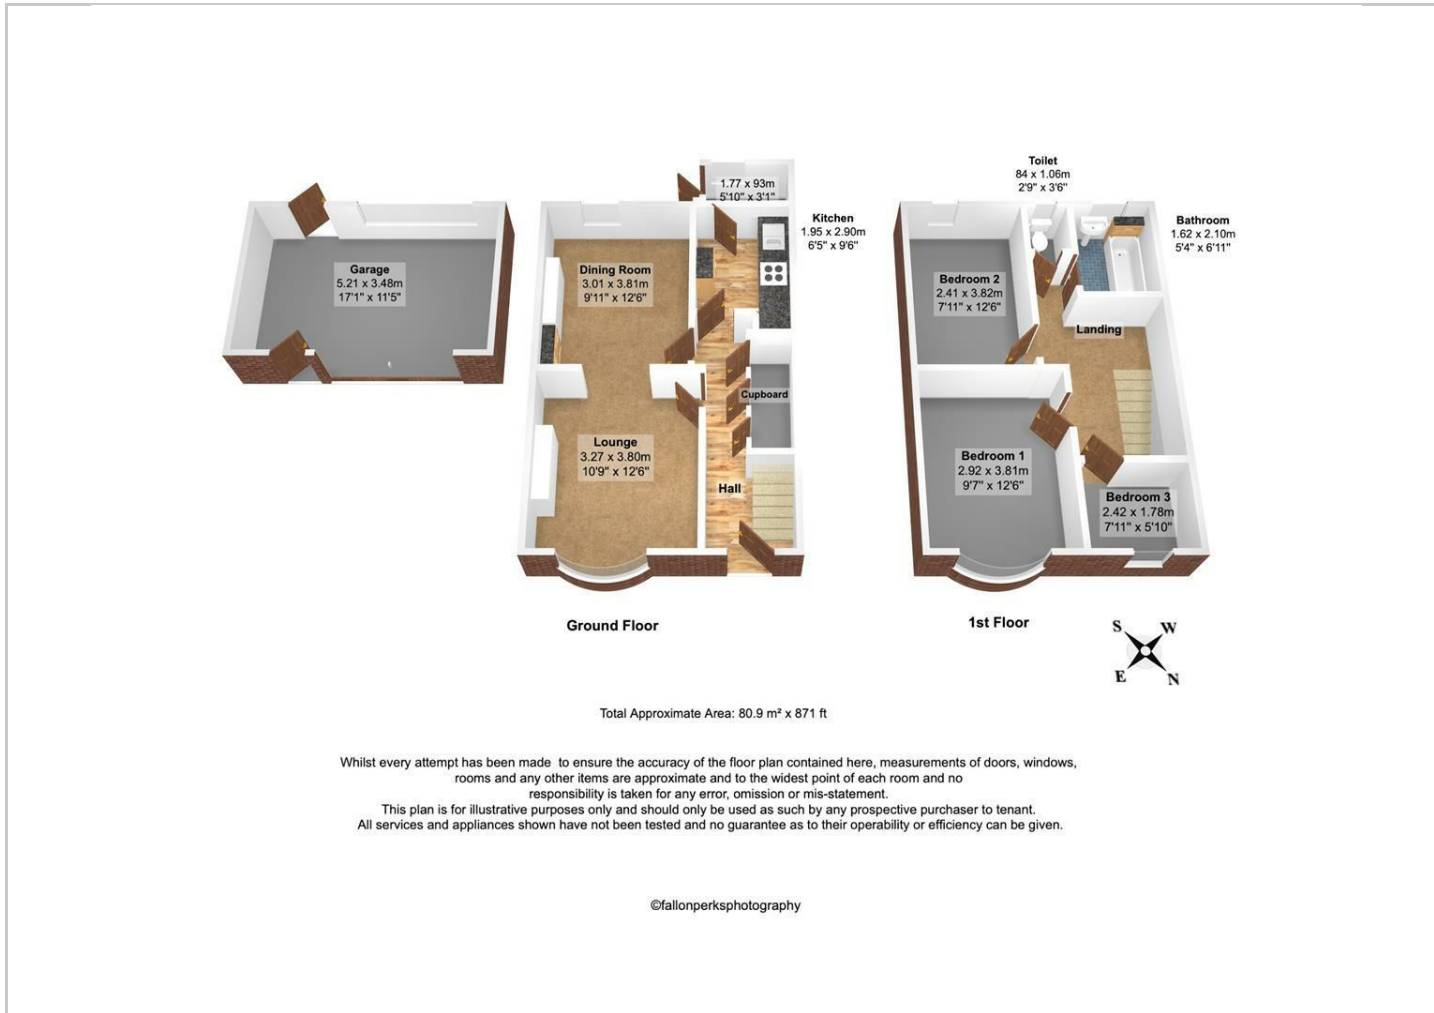 Toilet
84 x 1.06m
2'9" x 3'6"
1.77 x 93m
5'10" x 3'1"
Kitchen
1.95 x 2.90m
6'5" x 9'6"
Bathroom
1.62 x 2.10m
5'4" x 6'11"
Garage
5.21 x 3.48m
17'1" x 11'5"
Dining Room
3.01 x 3.81m
9'11" x 12'6"
Bedroom 2
2.41 x 3.82m
7'11" x 12'6"
Landing
Cupboard
Lounge
3.27 x 3.80m
10'9" x 12'6"
Hall
Bedroom 1
2.92 x 3.81m
9'7" x 12'6"
Bedroom 3
2.42 x 1.78m
7'11" x 5'10"
Ground Floor
1st Floor
S W
E N
Total Approximate Area: 80.9 m² x 871 ft
Whilst every attempt has been made to ensure the accuracy of the floor plan contained here, measurements of doors, windows,
rooms and any other items are approximate and to the widest point of each room and no
responsibility is taken for any error, omission or mis-statement.
This plan is for illustrative purposes only and should only be used as such by any prospective purchaser to tenant.
All services and appliances shown have not been tested and no guarantee as to their operability or efficiency can be given.
©fallonperksphotography